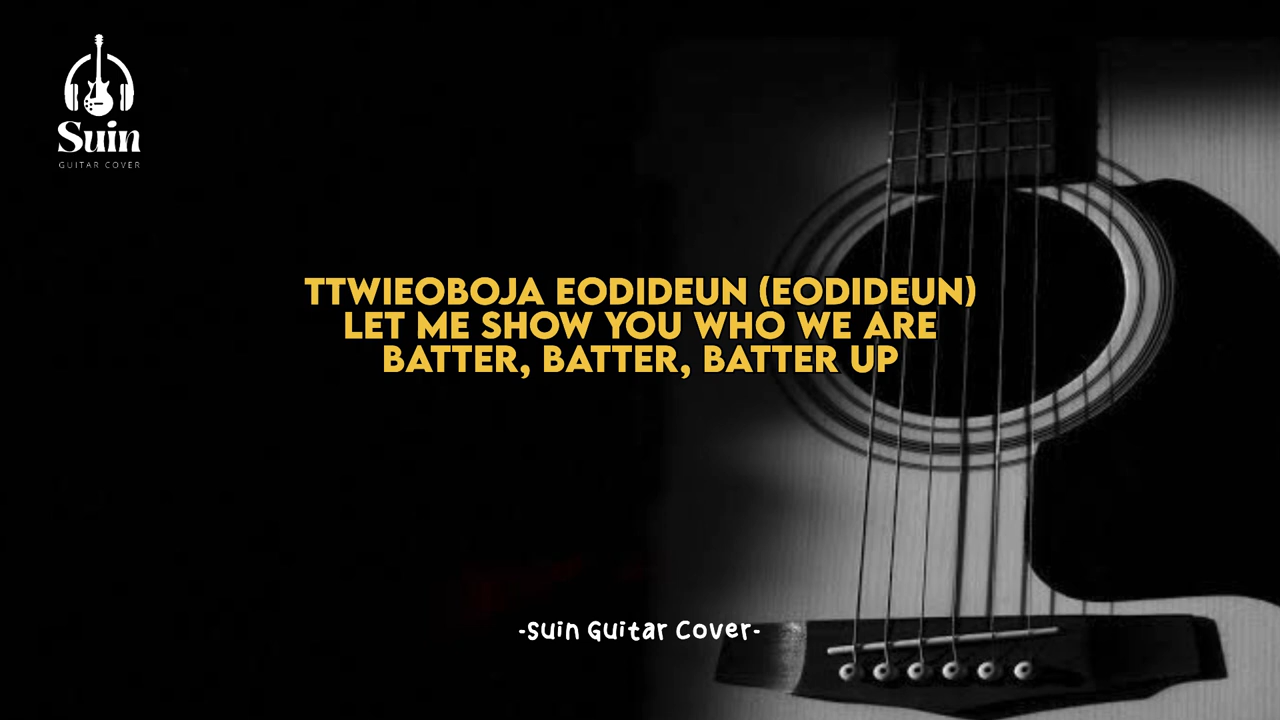 Suin
GUITAR COVER
TTWIEOBOJA EODIDEUN (EODIDEUN)
LET ME SHOW YOU WHO WE ARE
BATTER, BATTER, BATTER UP
-Suin Guitar Cover-